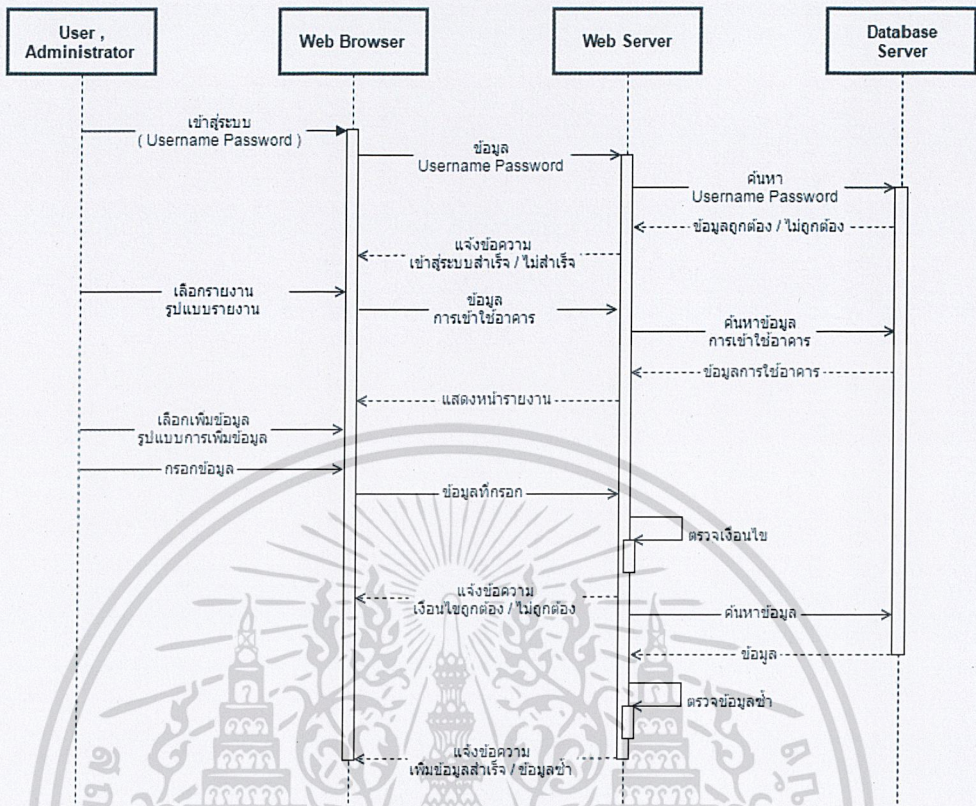 User ,
Administrator
Web Browser
Web Server
Database
Server
เข้าสู่ระบบ
( Username Password )
ข้อมูล
Username Password
ค้นหา
Username Password
ข้อมูลถูกต้อง / ไม่ถูกต้อง
แจ้งข้อความ
เข้าสู่ระบบสำเร็จ / ไม่สำเร็จ
เลือกรายงาน
รูปแบบรายงาน
ข้อมูล
การเข้าใช้อาคาร
ค้นหาข้อมูล
การเข้าใช้อาคาร
ข้อมูลการใช้อาคาร
แสดงหน้ารายงาน
เลือกเพิ่มข้อมูล
รูปแบบการเพิ่มข้อมูล
กรอกข้อมูล
ข้อมูลที่กรอก
ตรวจเงื่อนไข
แจ้งข้อความ
เงื่อนไขถูกต้อง / ไม่ถูกต้อง
ค้นหาข้อมูล
ข้อมูล
ตรวจข้อมูลซ้ำ
แจ้งข้อความ
เพิ่มข้อมูลสำเร็จ / ข้อมูลซ้ำ